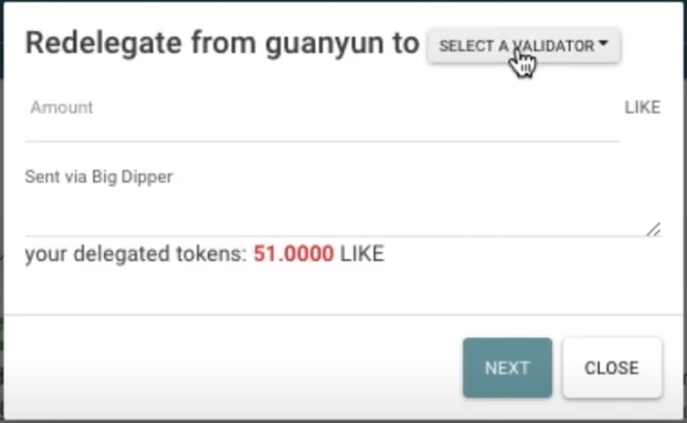 Redelegate from guanyun to SELECT A VALIDATOR
Amount LIKE
Sent via Big Dipper
your delegated tokens: 51.0000 LIKE
NEXT CLOSE